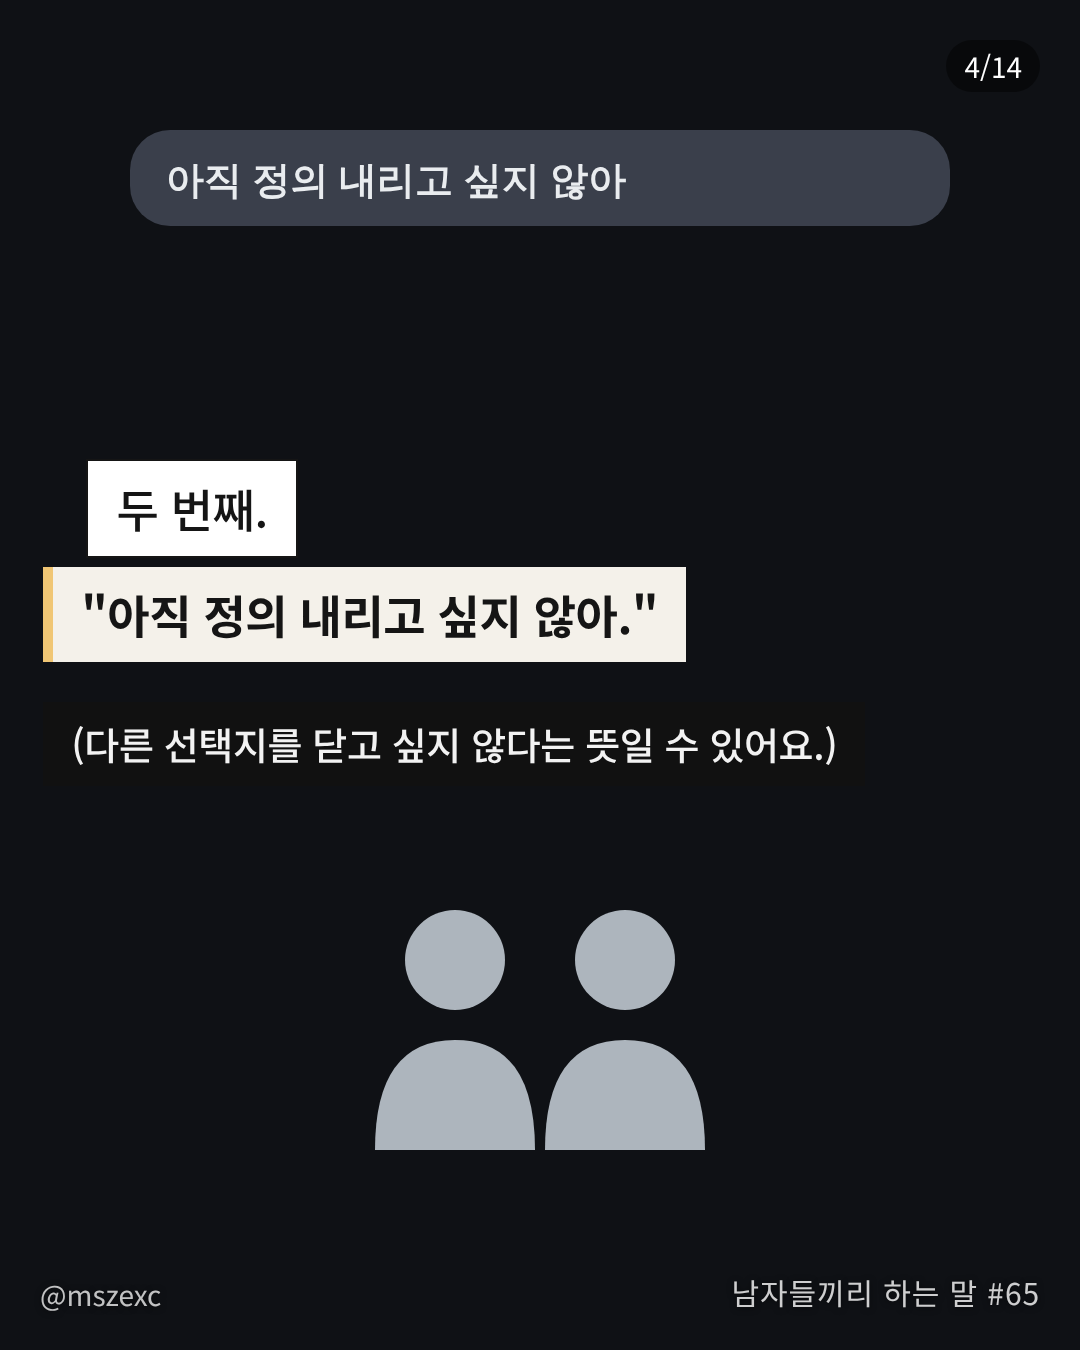 4/14
아직 정의 내리고 싶지 않아
두 번째.
"아직 정의 내리고 싶지 않아."
(다른 선택지를 닫고 싶지 않다는 뜻일 수 있어요.)
@mszexc
남자들끼리 하는 말 #65